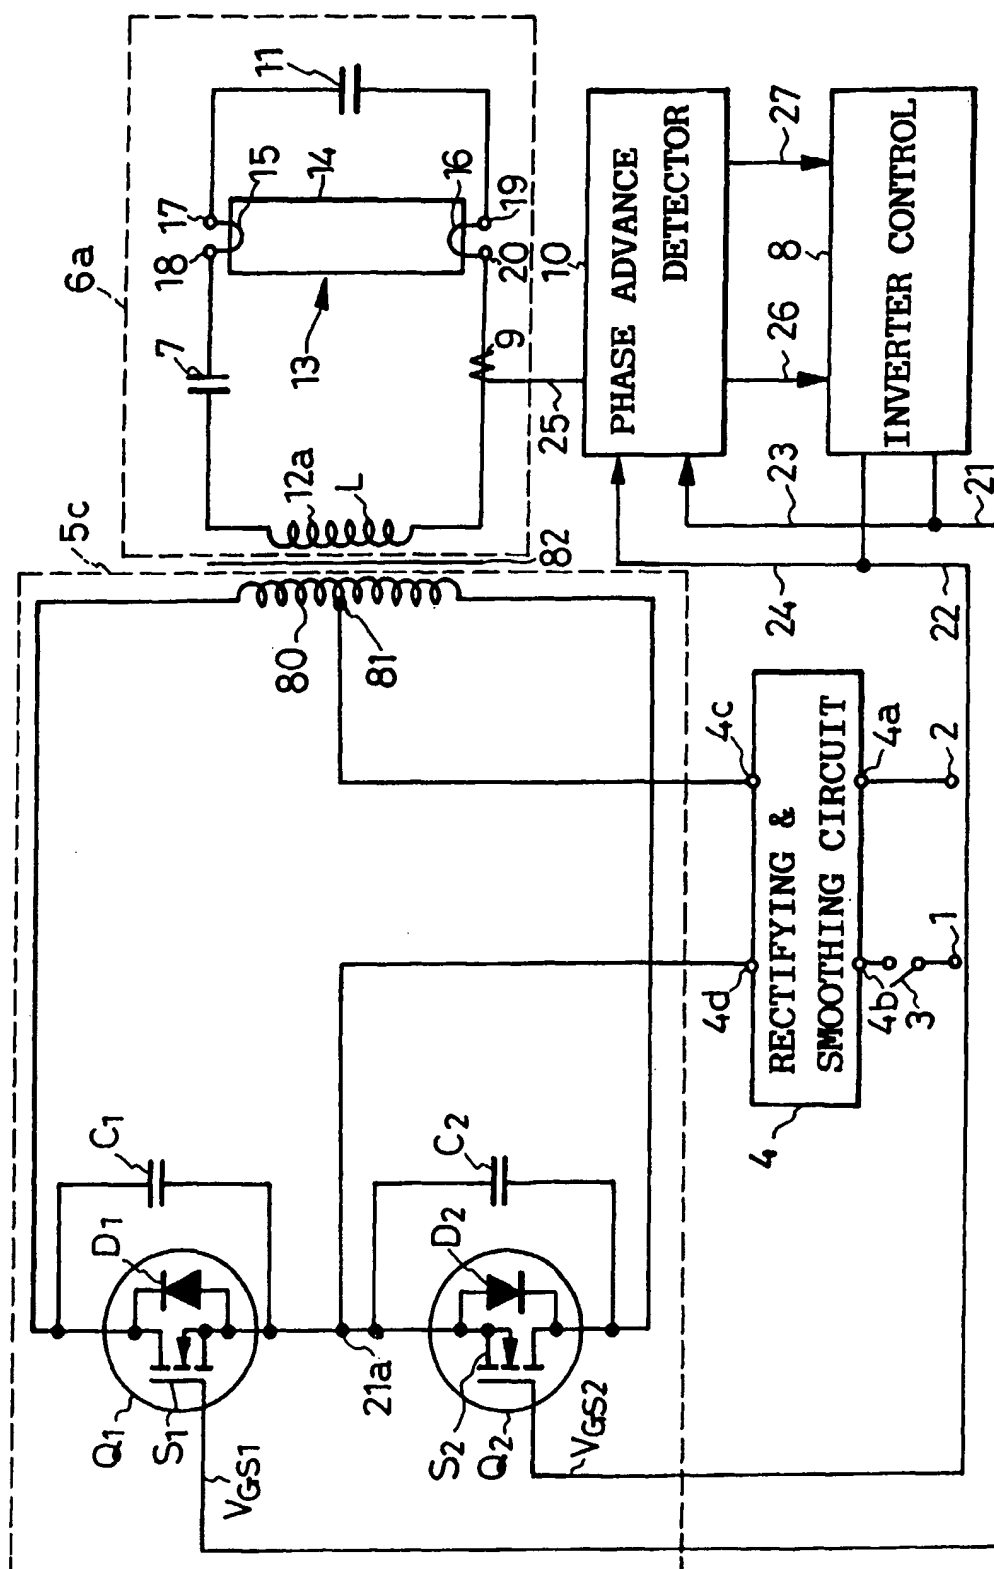 6a
11
7
18
17
15
14
13
16
19
20
9
12a
L
5c
82
80
81
25
10
PHASE ADVANCE
DETECTOR
27
26
8
INVERTER CONTROL
23
21
24
22
4c
4a
2
RECTIFYING &
SMOOTHING CIRCUIT
4d
4b
3
1
4
C1
D1
Q1
S1
VGS1
21a
C2
D2
S2
Q2
VGS2